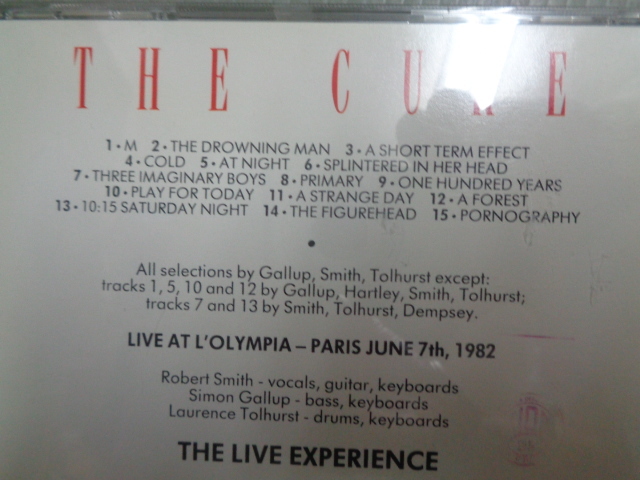 THE CURE
1•M 2•THE DROWNING MAN 3•A SHORT TERM EFFECT
4•COLD 5•AT NIGHT 6•SPLINTERED IN HER HEAD
7•THREE IMAGINARY BOYS 8•PRIMARY 9•ONE HUNDRED YEARS
10•PLAY FOR TODAY 11•A STRANGE DAY 12•A FOREST
13•10:15 SATURDAY NIGHT 14•THE FIGUREHEAD 15•PORNOGRAPHY
•
All selections by Gallup, Smith, Tolhurst except:
tracks 1, 5, 10 and 12 by Gallup, Hartley, Smith, Tolhurst;
tracks 7 and 13 by Smith, Tolhurst, Dempsey.
LIVE AT L'OLYMPIA – PARIS JUNE 7th, 1982
Robert Smith - vocals, guitar, keyboards
Simon Gallup - bass, keyboards
Laurence Tolhurst - drums, keyboards
THE LIVE EXPERIENCE